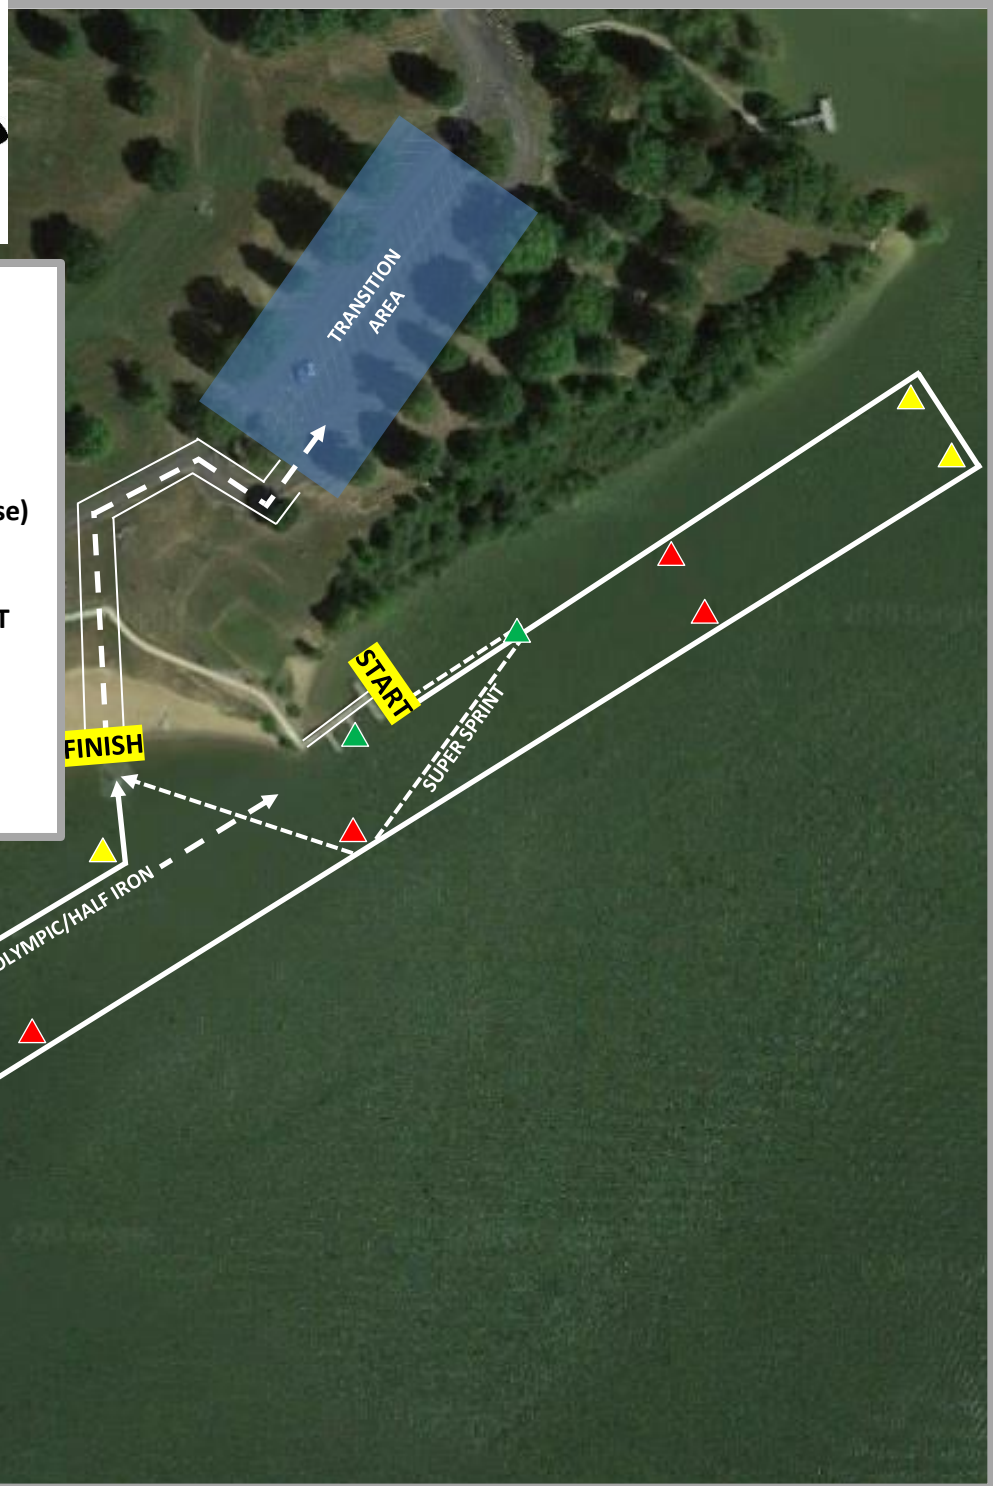 TRANSITION
AREA
se)
T
START
SUPER SPRINT
FINISH
OLYMPIC/HALF IRON